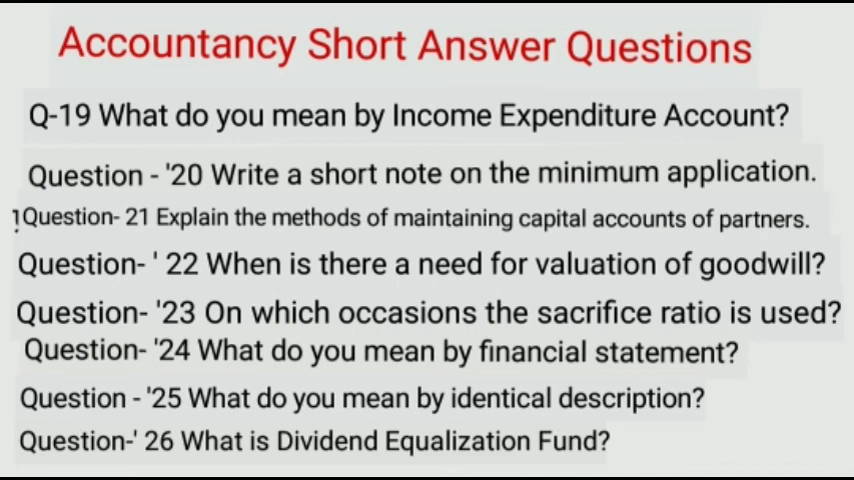 Accountancy Short Answer Questions
Q-19 What do you mean by Income Expenditure Account?
Question - '20 Write a short note on the minimum application.
Question- 21 Explain the methods of maintaining capital accounts of partners.
Question- ' 22 When is there a need for valuation of goodwill?
Question- '23 On which occasions the sacrifice ratio is used?
Question- '24 What do you mean by financial statement?
Question - '25 What do you mean by identical description?
Question-' 26 What is Dividend Equalization Fund?